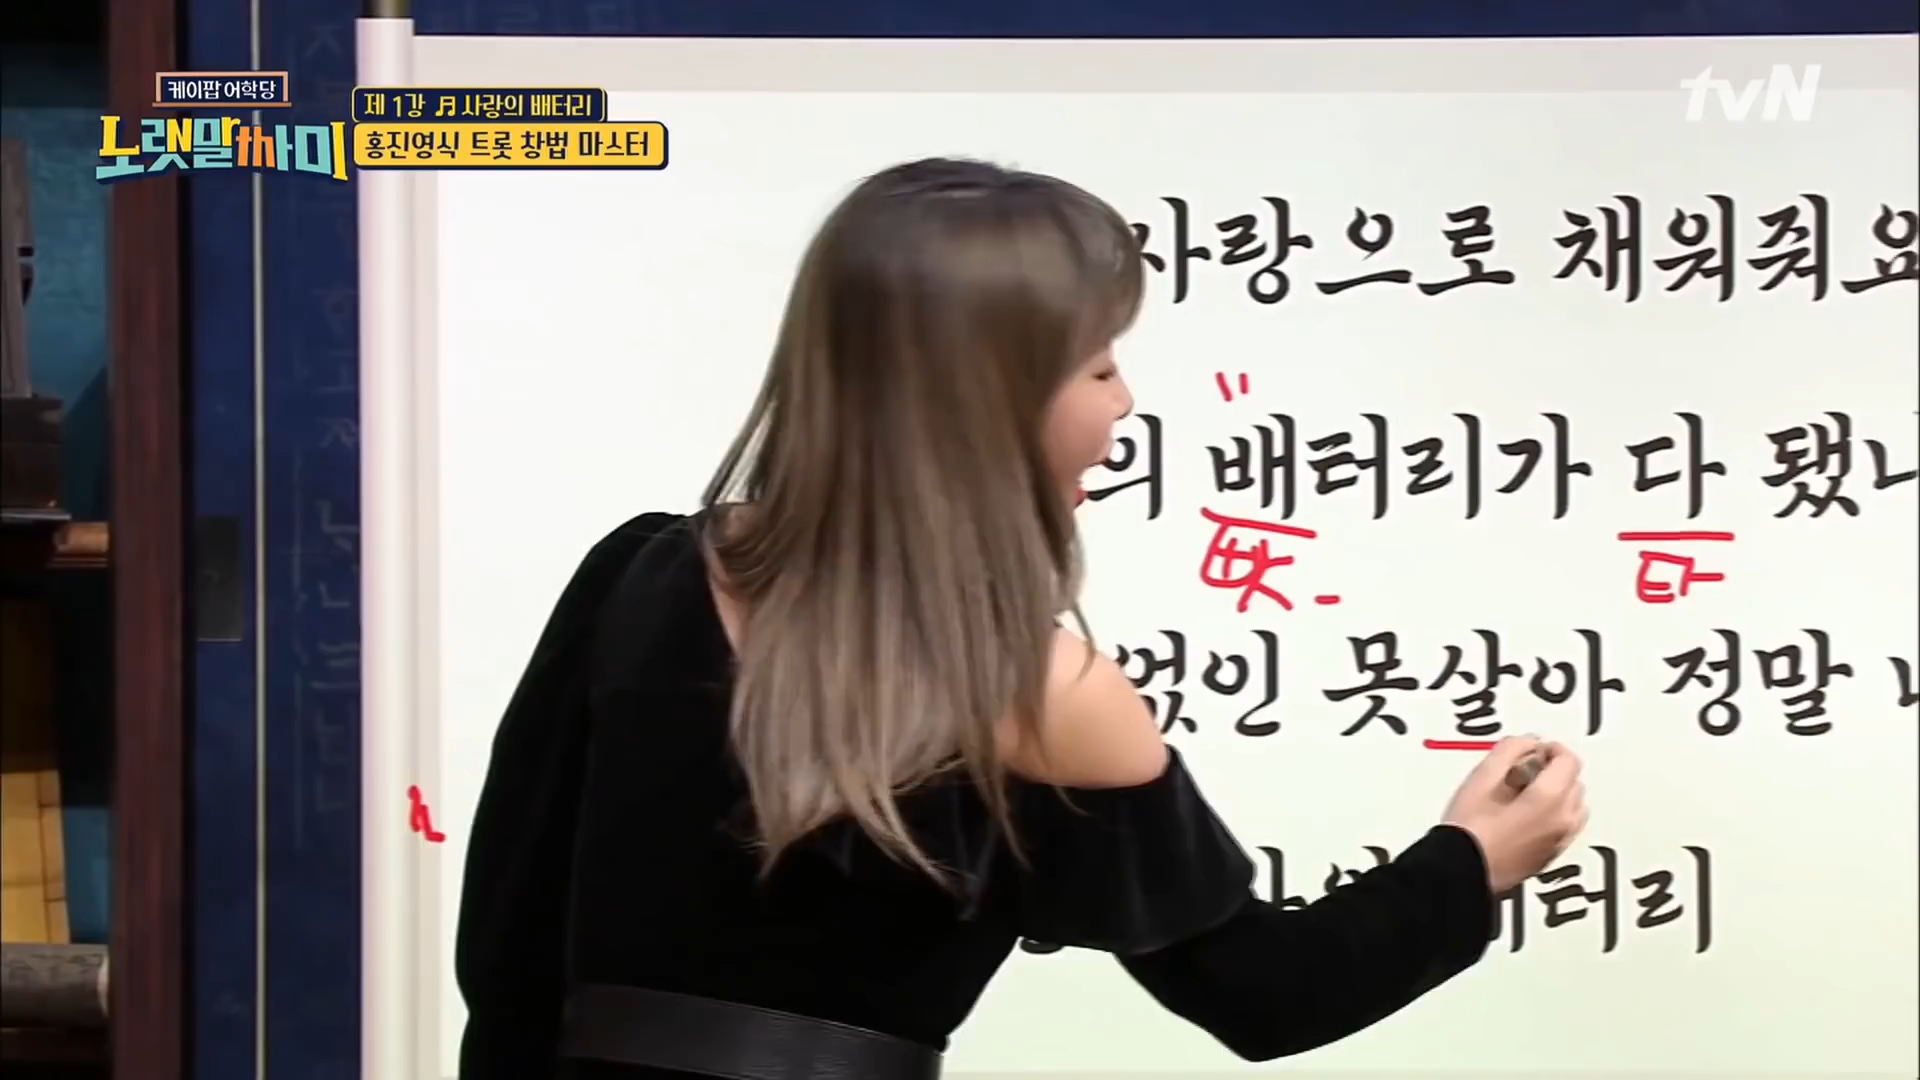 케이팝 어학당
노랫말싸미
제 1강 ♬ 사랑의 배터리
홍진영식 트롯 창법 마스터
tvN
사랑으로 채워줘요
의 배터리가 다 됐나
밧
타
없인 못살아 정말
터리